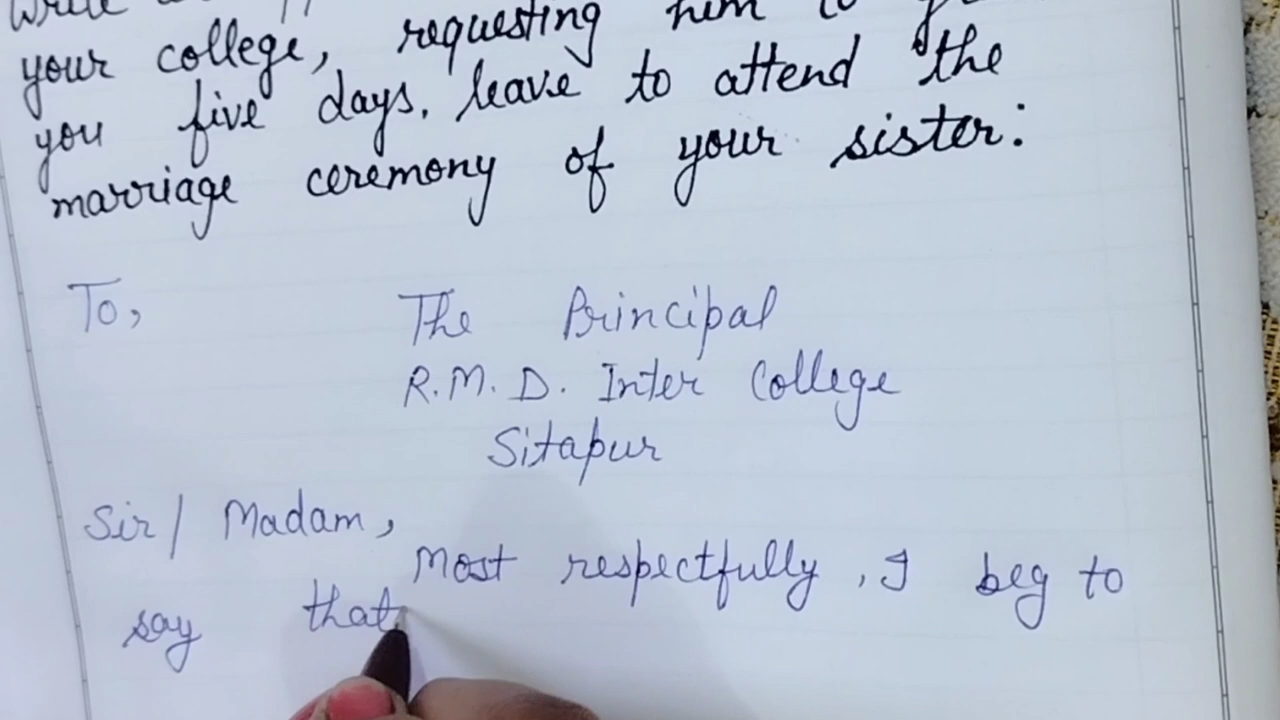 Write
your college, requesting him to
you five days. leave to attend the
marriage ceremony of your sister:
To,
The Principal
R.M.D. Inter College
Sitapur
Sir/ Madam,
Most respectfully, I beg to
say that